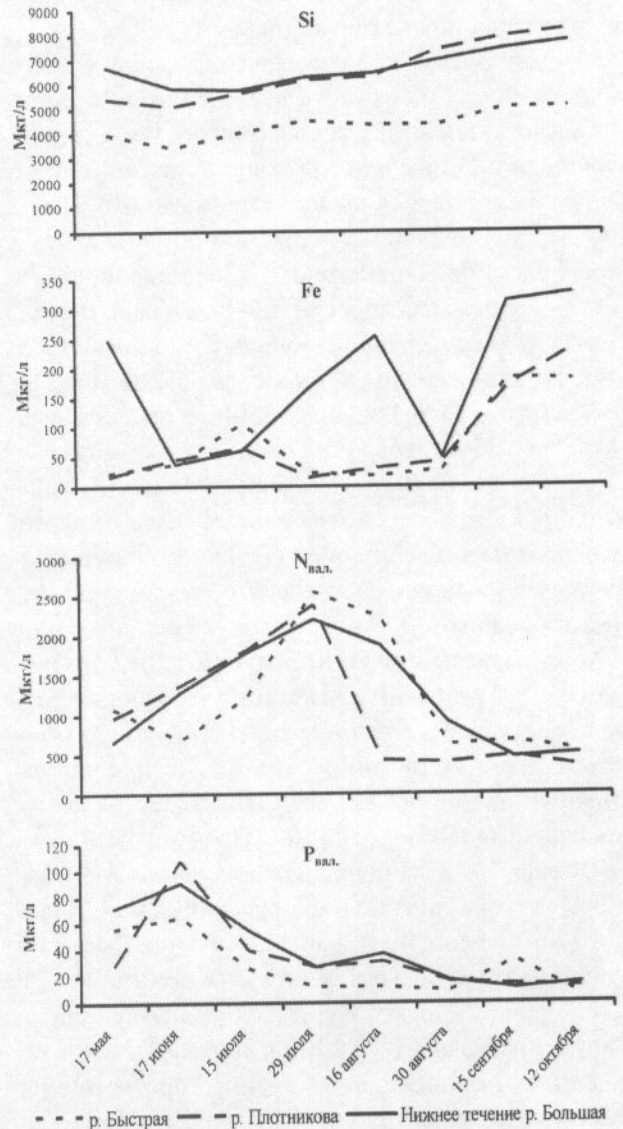 Si
Мкг/л
9000
8000
7000
6000
5000
4000
3000
2000
1000
0
Fe
Мкг/л
350
300
250
200
150
100
50
0
Nвал.
Мкг/л
3000
2500
2000
1500
1000
500
0
Pвал.
Мкг/л
120
100
80
60
40
20
0
17 мая
17 июня
15 июля
29 июля
16 августа
30 августа
15 сентября
12 октября
р. Быстрая
р. Плотникова
Нижнее течение р. Большая